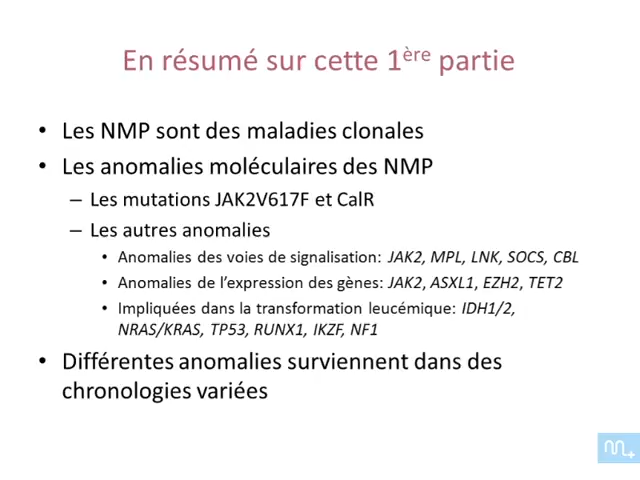 En résumé sur cette 1ère partie
• Les NMP sont des maladies clonales
• Les anomalies moléculaires des NMP
– Les mutations JAK2V617F et CalR
– Les autres anomalies
• Anomalies des voies de signalisation: JAK2, MPL, LNK, SOCS, CBL
• Anomalies de l’expression des gènes: JAK2, ASXL1, EZH2, TET2
• Impliquées dans la transformation leucémique: IDH1/2,
NRAS/KRAS, TP53, RUNX1, IKZF, NF1
• Différentes anomalies surviennent dans des
chronologies variées